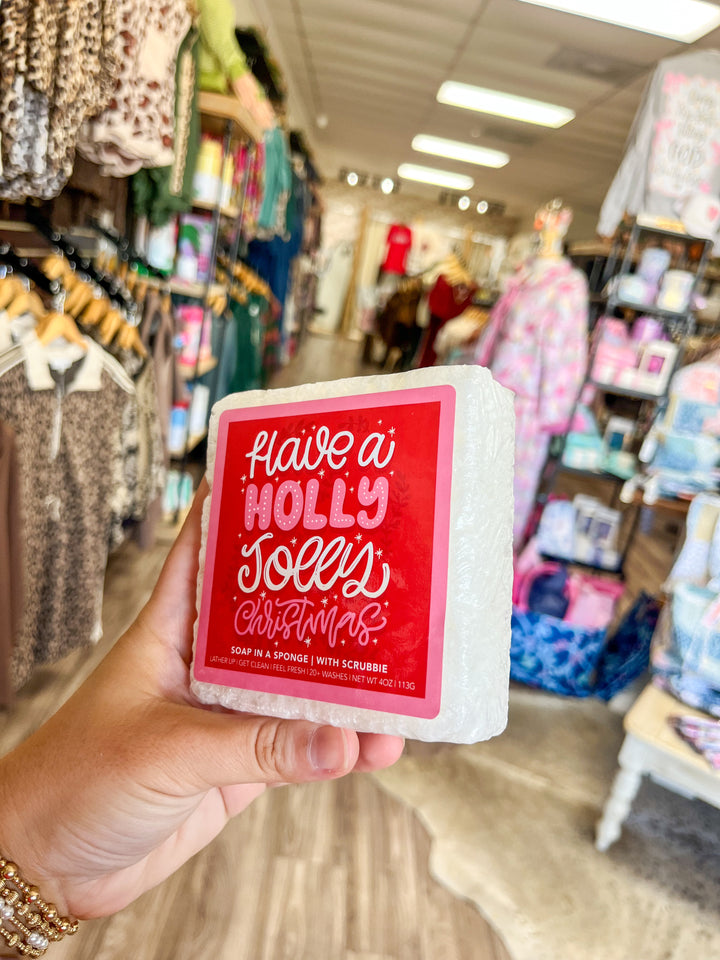 Have a
HOLLY
Jolly
Christmas
SOAP IN A SPONGE | WITH SCRUBBIE
LATHER UP | GET CLEAN | FEEL FRESH | 20+ WASHES | NET WT 4OZ | 113G